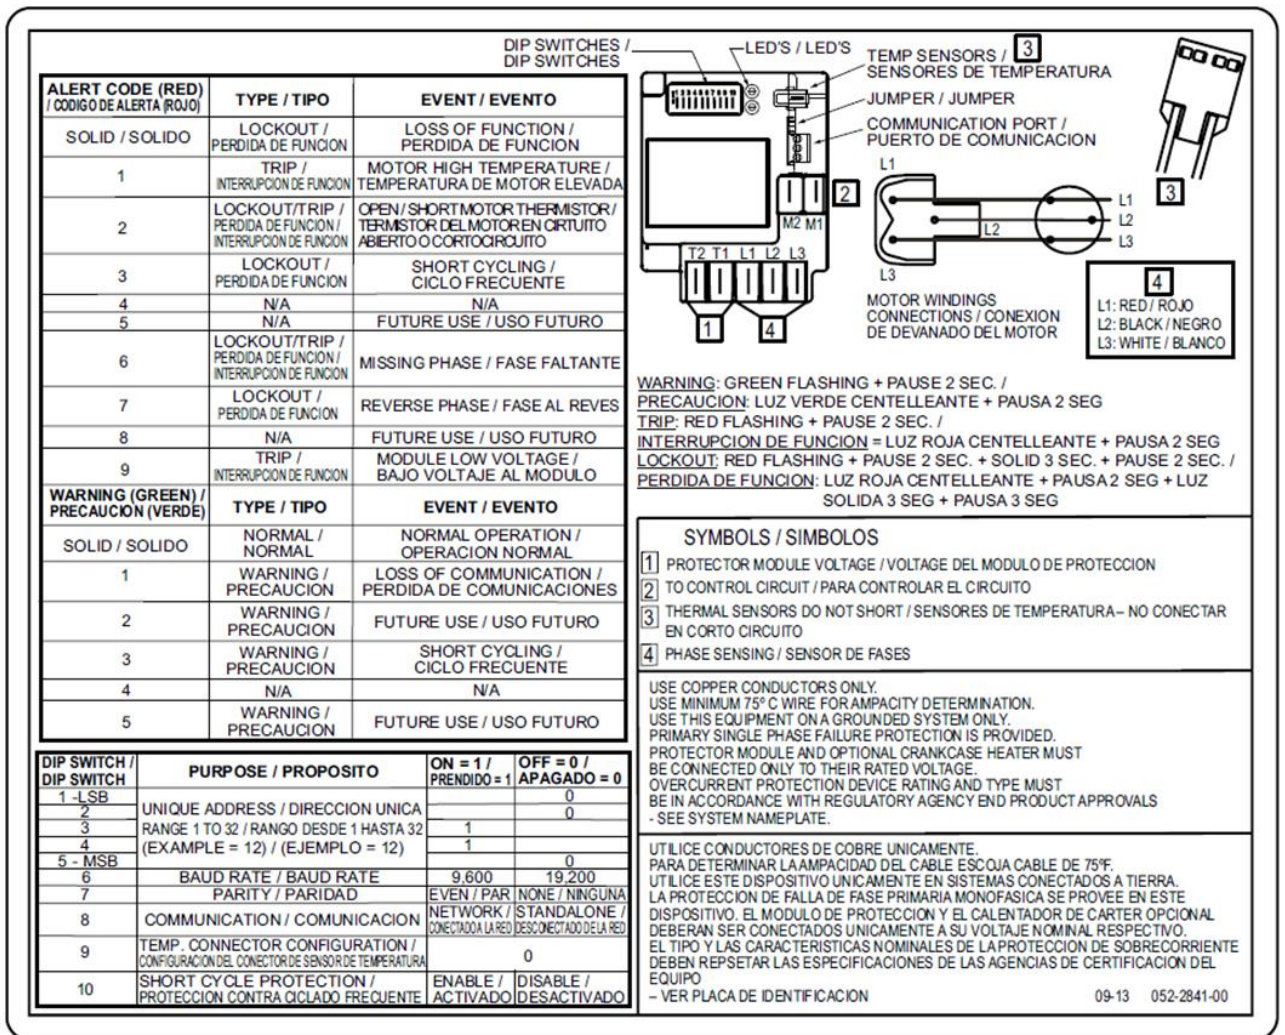 ALERT CODE (RED)
/ CODIGO DE ALERTA (ROJO)
TYPE / TIPO
EVENT / EVENTO
SOLID / SOLIDO
LOCKOUT /
PERDIDA DE FUNCION
LOSS OF FUNCTION /
PERDIDA DE FUNCION
1
TRIP /
INTERRUPCION DE FUNCION
MOTOR HIGH TEMPERATURE /
TEMPERATURA DE MOTOR ELEVADA
2
LOCKOUT/TRIP /
PERDIDA DE FUNCION /
INTERRUPCION DE FUNCION
OPEN/SHORT MOTOR THERMISTOR /
TERMISTOR DEL MOTOR EN CIRTUITO
ABIERTO O CORTOCIRCUITO
3
LOCKOUT /
PERDIDA DE FUNCION
SHORT CYCLING /
CICLO FRECUENTE
4
N/A
N/A
5
N/A
FUTURE USE / USO FUTURO
6
LOCKOUT/TRIP /
PERDIDA DE FUNCION /
INTERRUPCION DE FUNCION
MISSING PHASE / FASE FALTANTE
7
LOCKOUT /
PERDIDA DE FUNCION
REVERSE PHASE / FASE AL REVES
8
N/A
FUTURE USE / USO FUTURO
9
TRIP /
INTERRUPCION DE FUNCION
MODULE LOW VOLTAGE /
BAJO VOLTAJE AL MODULO
WARNING (GREEN) /
PRECAUCION (VERDE)
TYPE / TIPO
EVENT / EVENTO
SOLID / SOLIDO
NORMAL /
NORMAL
NORMAL OPERATION /
OPERACION NORMAL
1
WARNING /
PRECAUCION
LOSS OF COMMUNICATION /
PERDIDA DE COMUNICACIONES
2
WARNING /
PRECAUCION
FUTURE USE / USO FUTURO
3
WARNING /
PRECAUCION
SHORT CYCLING /
CICLO FRECUENTE
4
N/A
N/A
5
WARNING /
PRECAUCION
FUTURE USE / USO FUTURO
DIP SWITCH /
DIP SWITCH
PURPOSE / PROPOSITO
ON = 1 /
PRENDIDO = 1
OFF = 0 /
APAGADO = 0
1 -LSB
0
2
UNIQUE ADDRESS / DIRECCION UNICA
0
3
RANGE 1 TO 32 / RANGO DESDE 1 HASTA 32
1
4
(EXAMPLE = 12) / (EJEMPLO = 12)
1
5 - MSB
0
6
BAUD RATE / BAUD RATE
9,600
19,200
7
PARITY / PARIDAD
EVEN / PAR
NONE / NINGUNA
8
COMMUNICATION / COMUNICACION
NETWORK /
CONECTADO A LA RED
STANDALONE /
DESCONECTADO DE LA RED
9
TEMP. CONNECTOR CONFIGURATION /
CONFIGURACION DEL CONECTOR DE SENSOR DE TEMPERATURA
0
10
SHORT CYCLE PROTECTION /
PROTECCION CONTRA CICLADO FRECUENTE
ENABLE /
ACTIVADO
DISABLE /
DESACTIVADO
DIP SWITCHES /
DIP SWITCHES
LED'S / LED'S
TEMP SENSORS /
SENSORES DE TEMPERATURA
3
JUMPER / JUMPER
COMMUNICATION PORT /
PUERTO DE COMUNICACION
M2 M1
2
T2 T1 L1 L2 L3
1
4
L1
L2
L3
L1
L2
L3
MOTOR WINDINGS
CONNECTIONS / CONEXION
DE DEVANADO DEL MOTOR
3
4
L1: RED / ROJO
L2: BLACK / NEGRO
L3: WHITE / BLANCO
WARNING: GREEN FLASHING + PAUSE 2 SEC. /
PRECAUCION: LUZ VERDE CENTELLEANTE + PAUSA 2 SEG
TRIP: RED FLASHING + PAUSE 2 SEC. /
INTERRUPCION DE FUNCION = LUZ ROJA CENTELLEANTE + PAUSA 2 SEG
LOCKOUT: RED FLASHING + PAUSE 2 SEC. + SOLID 3 SEC. + PAUSE 2 SEC. /
PERDIDA DE FUNCION: LUZ ROJA CENTELLEANTE + PAUSA 2 SEG + LUZ
SOLIDA 3 SEG + PAUSA 3 SEG
SYMBOLS / SIMBOLOS
1 PROTECTOR MODULE VOLTAGE / VOLTAGE DEL MODULO DE PROTECCION
2 TO CONTROL CIRCUIT / PARA CONTROLAR EL CIRCUITO
3 THERMAL SENSORS DO NOT SHORT / SENSORES DE TEMPERATURA– NO CONECTAR
EN CORTO CIRCUITO
4 PHASE SENSING / SENSOR DE FASES
USE COPPER CONDUCTORS ONLY.
USE MINIMUM 75° C WIRE FOR AMPACITY DETERMINATION.
USE THIS EQUIPMENT ON A GROUNDED SYSTEM ONLY.
PRIMARY SINGLE PHASE FAILURE PROTECTION IS PROVIDED.
PROTECTOR MODULE AND OPTIONAL CRANKCASE HEATER MUST
BE CONNECTED ONLY TO THEIR RATED VOLTAGE.
OVERCURRENT PROTECTION DEVICE RATING AND TYPE MUST
BE IN ACCORDANCE WITH REGULATORY AGENCY END PRODUCT APPROVALS
- SEE SYSTEM NAMEPLATE.
UTILICE CONDUCTORES DE COBRE UNICAMENTE.
PARA DETERMINAR LA AMPACIDAD DEL CABLE ESCOJA CABLE DE 75ºF.
UTILICE ESTE DISPOSITIVO UNICAMENTE EN SISTEMAS CONECTADOS A TIERRA.
LA PROTECCION DE FALLA DE FASE PRIMARIA MONOFASICA SE PROVEE EN ESTE
DISPOSITIVO. EL MODULO DE PROTECCION Y EL CALENTADOR DE CARTER OPCIONAL
DEBERAN SER CONECTADOS UNICAMENTE A SU VOLTAJE NOMINAL RESPECTIVO.
EL TIPO Y LAS CARACTERISTICAS NOMINALES DE LA PROTECCION DE SOBRECORRIENTE
DEBEN REPSETAR LAS ESPECIFICACIONES DE LAS AGENCIAS DE CERTIFICACION DEL
EQUIPO
– VER PLACA DE IDENTIFICACION
09-13 052-2841-00